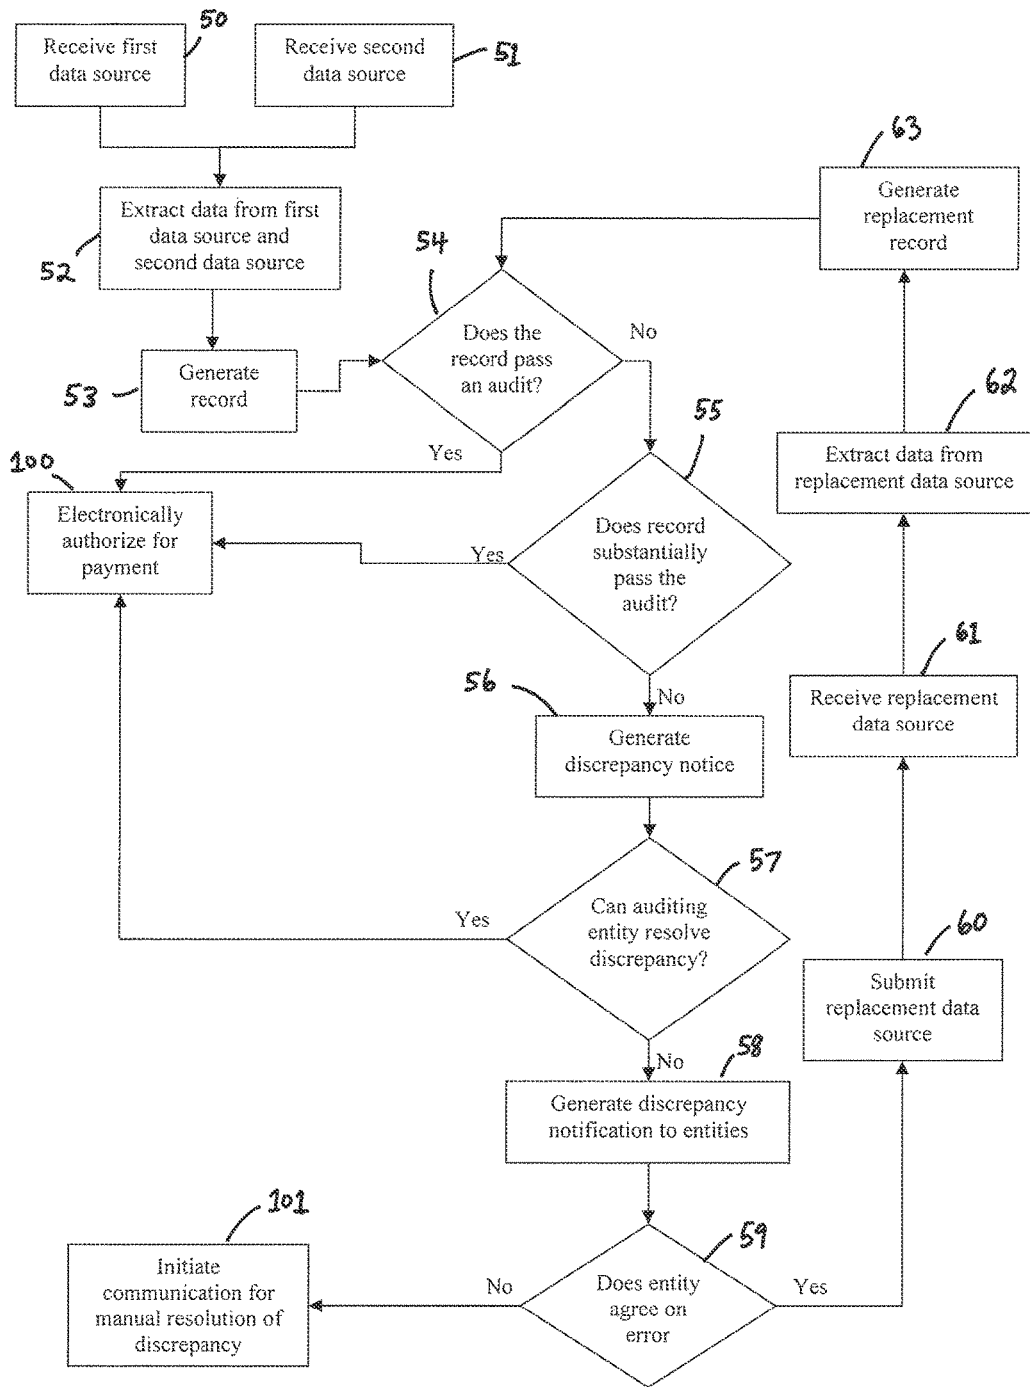 50
Receive first
data source
51
Receive second
data source
63
Generate
replacement
record
52
Extract data from first
data source and
second data source
54
Does the
record pass
an audit?
No
Yes
53
Generate
record
62
Extract data from
replacement data source
55
Does record
substantially
pass the
audit?
Yes
No
100
Electronically
authorize for
payment
61
Receive replacement
data source
56
Generate
discrepancy notice
57
Can auditing
entity resolve
discrepancy?
Yes
No
60
Submit
replacement data
source
58
Generate discrepancy
notification to entities
59
Does entity
agree on
error
No
Yes
101
Initiate
communication for
manual resolution of
discrepancy